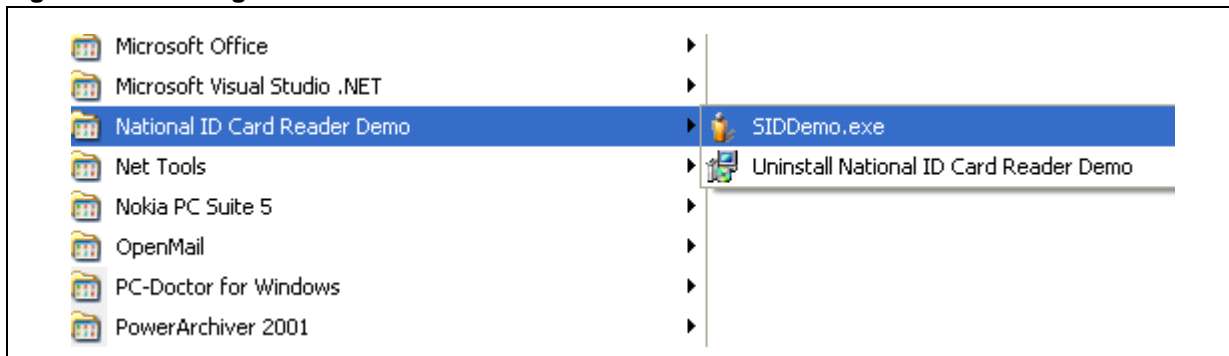 Microsoft Office
Microsoft Visual Studio .NET
National ID Card Reader Demo
SIDDemo.exe
Net Tools
Uninstall National ID Card Reader Demo
Nokia PC Suite 5
OpenMail
PC-Doctor for Windows
PowerArchiver 2001